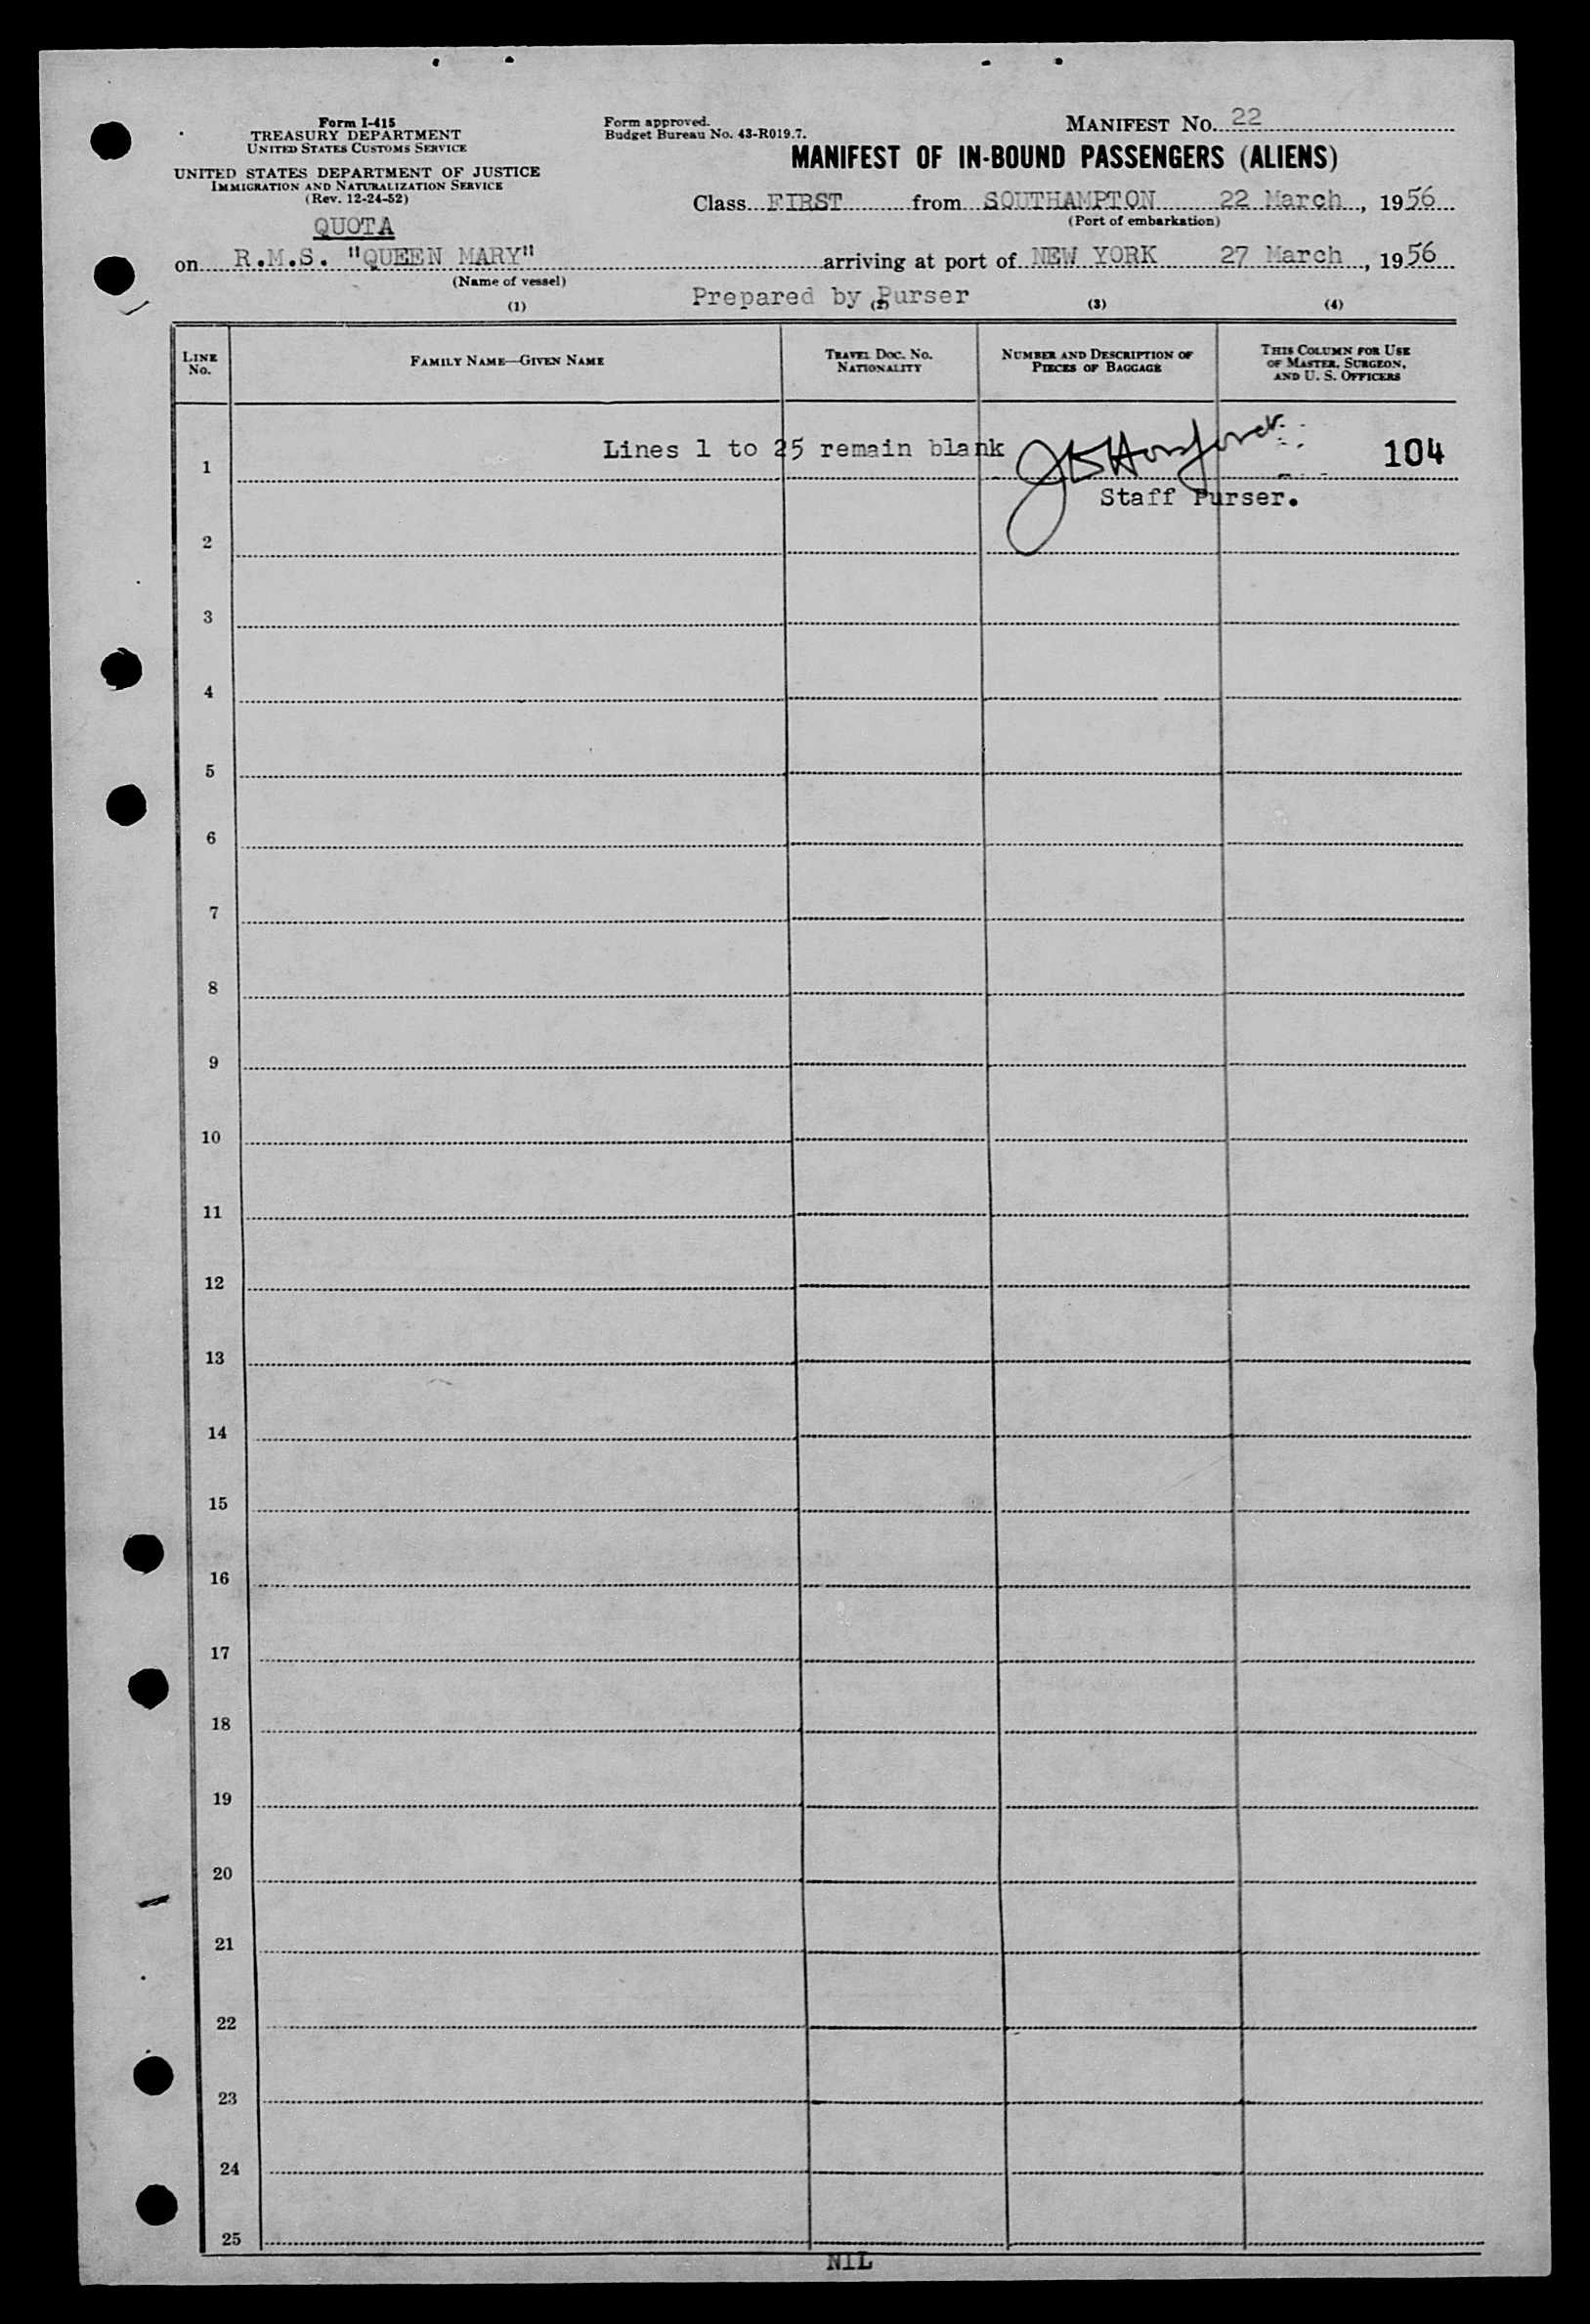 Form I-415
TREASURY DEPARTMENT
UNITED STATES CUSTOMS SERVICE
UNITED STATES DEPARTMENT OF JUSTICE
IMMIGRATION AND NATURALIZATION SERVICE
(Rev. 12-24-52)
QUOTA
Form approved.
Budget Bureau No. 43-R019.7.
MANIFEST NO. 22
MANIFEST OF IN-BOUND PASSENGERS (ALIENS)
Class FIRST from SOUTHAMPTON 22 March, 1956
(Port of embarkation)
on R.M.S. "QUEEN MARY" arriving at port of NEW YORK 27 March, 1956
(Name of vessel)
Prepared by Purser
(1) (2) (3) (4)
LINE NO.
FAMILY NAME—GIVEN NAME
TRAVEL DOC. NO.
NATIONALITY
NUMBER AND DESCRIPTION OF
PIECES OF BAGGAGE
THIS COLUMN FOR USE
OF MASTER, SURGEON,
AND U. S. OFFICERS
Lines 1 to 25 remain blank
104
1
Staff Purser.
2
3
4
5
6
7
8
9
10
11
12
13
14
15
16
17
18
19
20
21
22
23
24
25
NIL